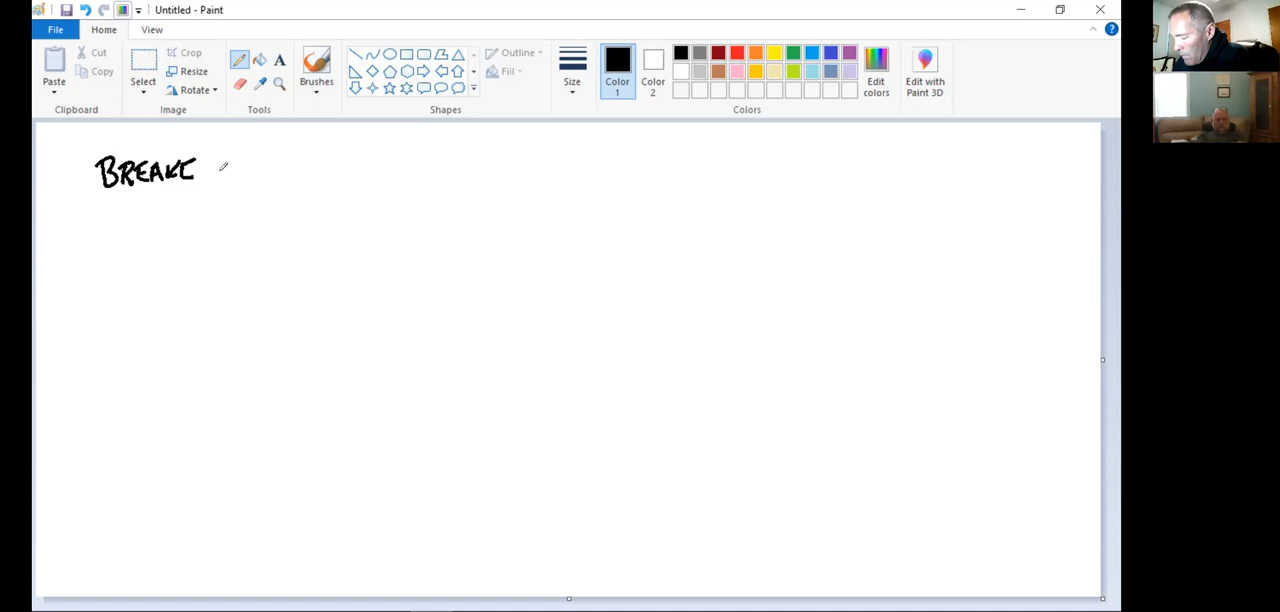 Untitled - Paint
File Home View
Paste
Cut
Copy
Clipboard
Select
Crop
Resize
Rotate
Image
Tools
Brushes
Shapes
Outline
Fill
Size
Color 1
Color 2
Colors
Edit colors
Edit with Paint 3D
BREAKE